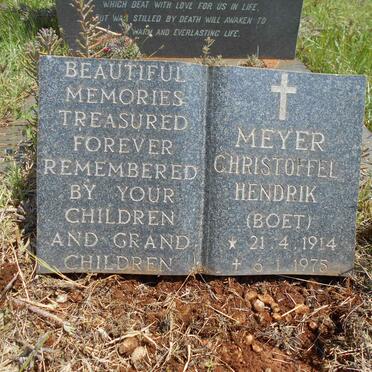 WHICH DEAT WITH LOVE FOR US IN LIFE,
BUT WAS STILLED BY DEATH WILL AWAKEN TO
WARM AND EVERLASTING LIFE.
BEAUTIFUL
MEMORIES
TREASURED
FOREVER
REMEMBERED
BY YOUR
CHILDREN
AND GRAND
CHILDREN
MEYER
CHRISTOFFEL
HENDRIK
(BOET)
* 21.4.1914
+ 6.1.1975